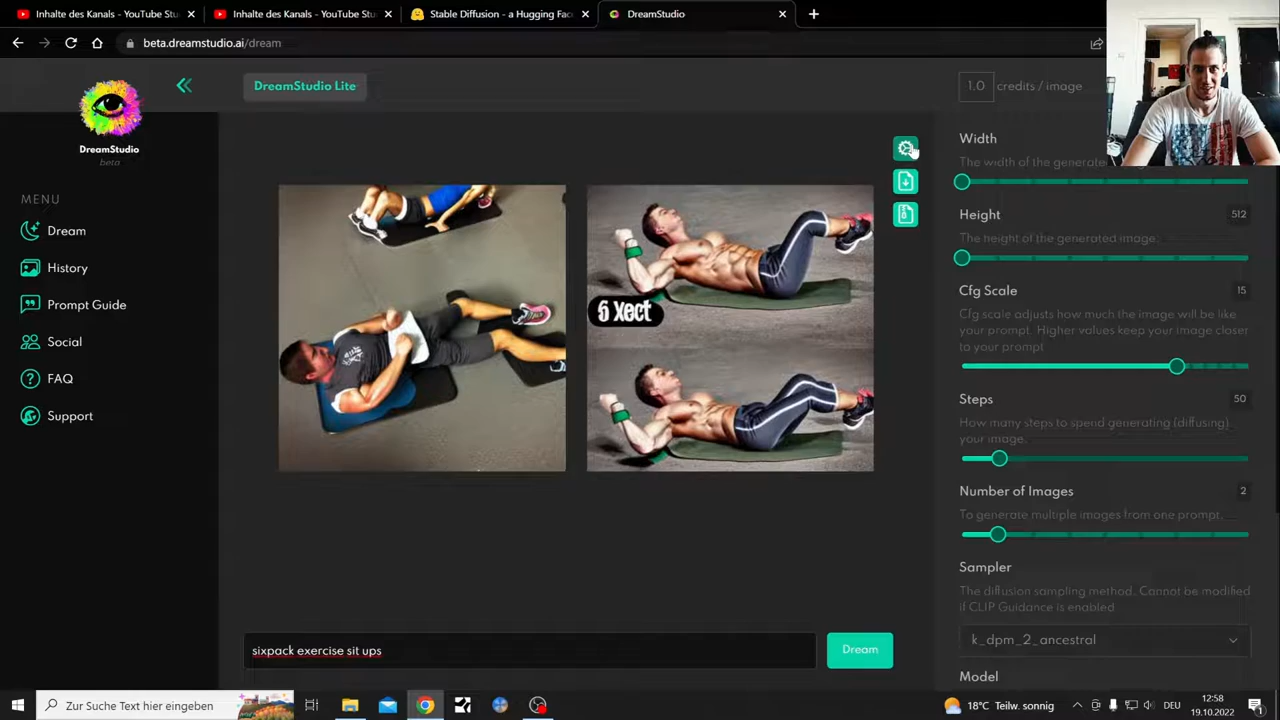 Inhalte des Kanals - YouTube Stu
Inhalte des Kanals - YouTube Stu
Stable Diffusion - a Hugging Fac
DreamStudio
beta.dreamstudio.ai/dream
DreamStudio
beta
DreamStudio Lite
1.0 credits / image
MENU
Dream
History
Prompt Guide
Social
FAQ
Support
5 Xect
sixpack exercise sit ups
Dream
Width
The width of the generated
Height
512
The height of the generated image.
Cfg Scale
15
Cfg scale adjusts how much the image will be like
your prompt. Higher values keep your image closer
to your prompt
Steps
50
How many steps to spend generating (diffusing)
your image.
Number of Images
2
To generate multiple images from one prompt.
Sampler
The diffusion sampling method. Cannot be modified
if CLIP Guidance is enabled
k_dpm_2_ancestral
Model
Zur Suche Text hier eingeben
18°C Teilw. sonnig
DEU
12:58
19.10.2022
1